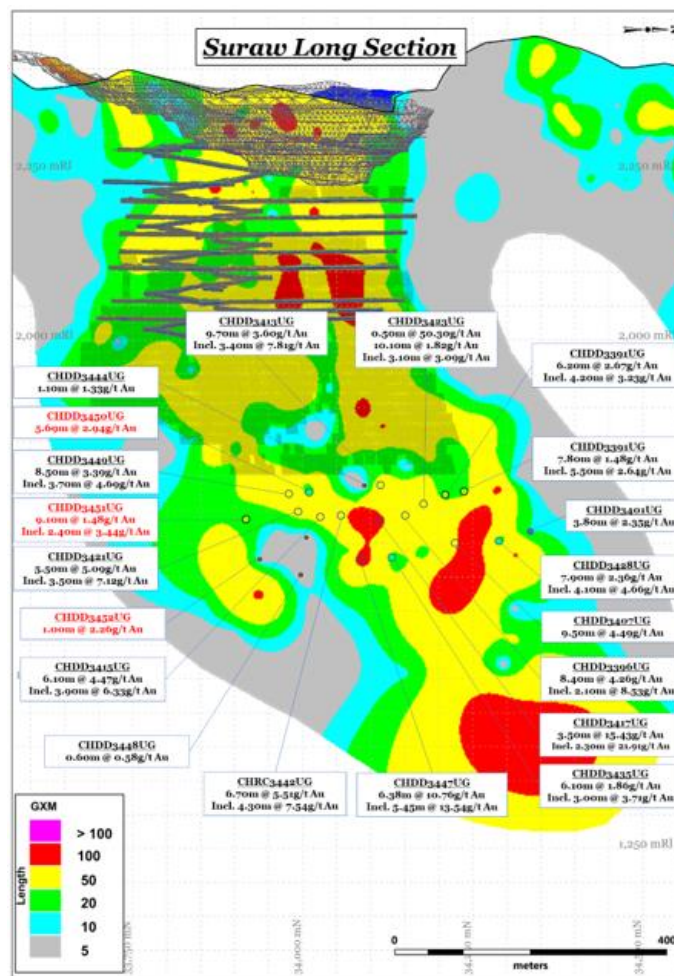 Suraw Long Section
2,250 mRl
2,250 mRl
2,000 mRl
2,000 mRl
CHDD3413UG
9.70m @ 3.60g/t Au
Incl. 3.40m @ 7.81g/t Au
CHDD3423UG
0.50m @ 50.30g/t Au
10.10m @ 1.82g/t Au
Incl. 3.10m @ 3.09g/t Au
CHDD3391UG
6.20m @ 2.67g/t Au
Incl. 4.20m @ 3.23g/t Au
CHDD3444UG
1.10m @ 1.33g/t Au
CHDD3450UG
5.69m @ 2.94g/t Au
CHDD3449UG
8.50m @ 3.39g/t Au
Incl. 3.70m @ 4.69g/t Au
CHDD3391UG
7.80m @ 1.48g/t Au
Incl. 5.50m @ 2.64g/t Au
CHDD3451UG
9.10m @ 1.48g/t Au
Incl. 2.40m @ 3.44g/t Au
CHDD3401UG
3.80m @ 2.35g/t Au
CHDD3421UG
5.50m @ 5.09g/t Au
Incl. 3.50m @ 7.12g/t Au
CHDD3428UG
7.90m @ 2.36g/t Au
Incl. 4.10m @ 4.66g/t Au
CHDD3452UG
1.00m @ 2.26g/t Au
CHDD3407UG
9.50m @ 4.49g/t Au
CHDD3415UG
6.10m @ 4.47g/t Au
Incl. 3.90m @ 6.33g/t Au
CHDD3396UG
8.40m @ 4.26g/t Au
Incl. 2.10m @ 8.53g/t Au
CHDD3417UG
3.50m @ 15.43g/t Au
Incl. 2.30m @ 21.91g/t Au
CHDD3448UG
0.60m @ 0.58g/t Au
CHRC3442UG
6.70m @ 5.51g/t Au
Incl. 4.30m @ 7.54g/t Au
CHDD3447UG
6.38m @ 10.76g/t Au
Incl. 5.45m @ 13.54g/t Au
CHDD3435UG
6.10m @ 1.86g/t Au
Incl. 3.00m @ 3.71g/t Au
1,250 mRl
GXM
Length
> 100
100
50
20
10
5
33,750 mN
34,000 mN
0
400
meters